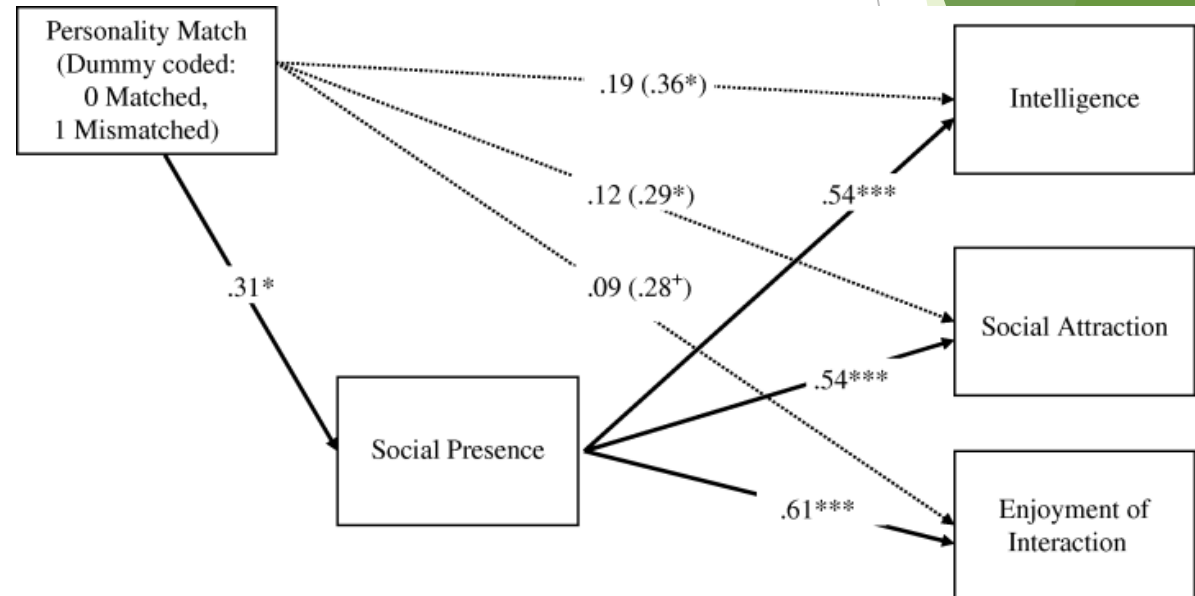 Personality Match
(Dummy coded:
0 Matched,
1 Mismatched)
.19 (.36*)
Intelligence
.12 (.29*)
.54***
.31*
.09 (.28⁺)
Social Attraction
.54***
Social Presence
.61***
Enjoyment of
Interaction